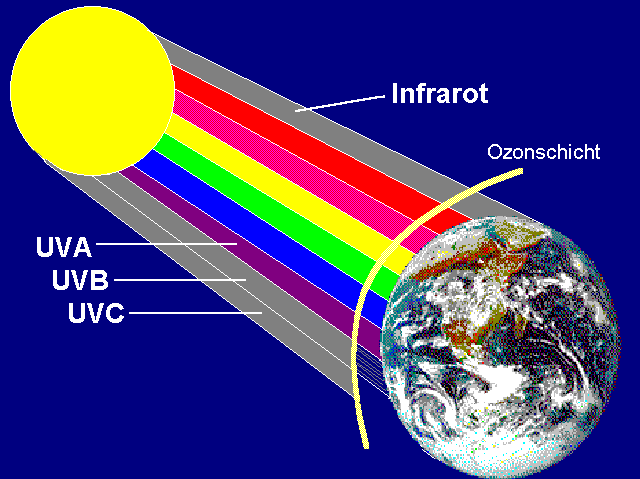 Infrarot
Ozonschicht
UVA
UVB
UVC